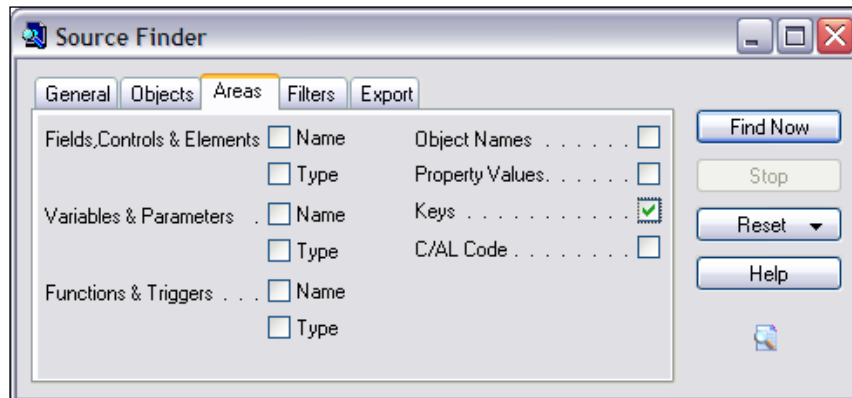 Source Finder
General Objects Areas Filters Export
Fields,Controls & Elements Name
Type
Variables & Parameters . Name
Type
Functions & Triggers . . . . Name
Type
Object Names . . . . . .
Property Values. . . . . .
Keys . . . . . . . . . . .
C/AL Code . . . . . . . .
Find Now
Stop
Reset
Help